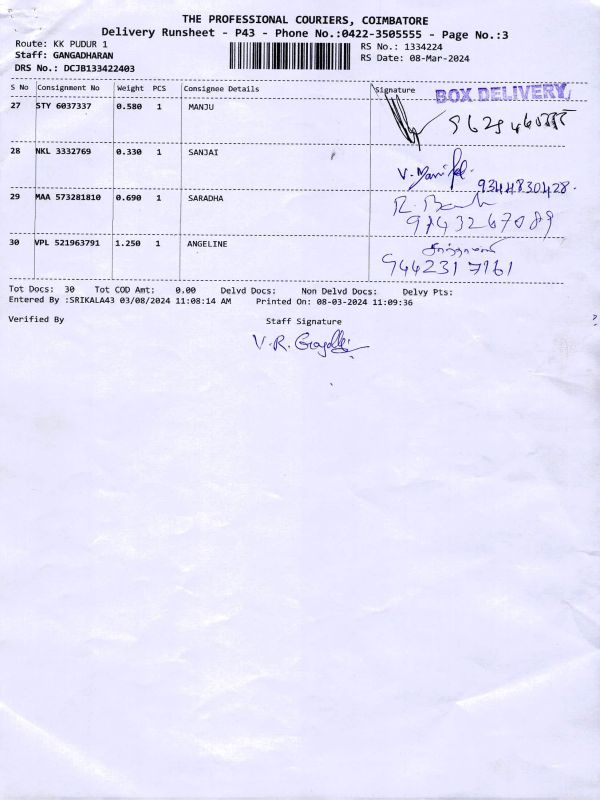 THE PROFESSIONAL COURIERS, COIMBATORE
Delivery Runsheet - P43 - Phone No.:0422-3505555 - Page No.:3
Route: KK PUDUR 1
RS No.: 1334224
Staff: GANGADHARAN
RS Date: 08-Mar-2024
DRS No.: DCJB133422403
S No Consignment No Weight PCS Consignee Details Signature BOX DELIVERY
27 STY 6037337 0.580 1 MANJU
28 NKL 3332769 0.330 1 SANJAI
9344830428.
29 MAA 573281810 0.690 1 SARADHA
9143267089
30 VPL 521963791 1.250 1 ANGELINE
9442317161
Tot Docs: 30 Tot COD Amt: 0.00 Delvd Docs: Non Delvd Docs: Delvy Pts:
Entered By :SRIKALA43 03/08/2024 11:08:14 AM Printed On: 08-03-2024 11:09:36
Verified By Staff Signature
V.R.